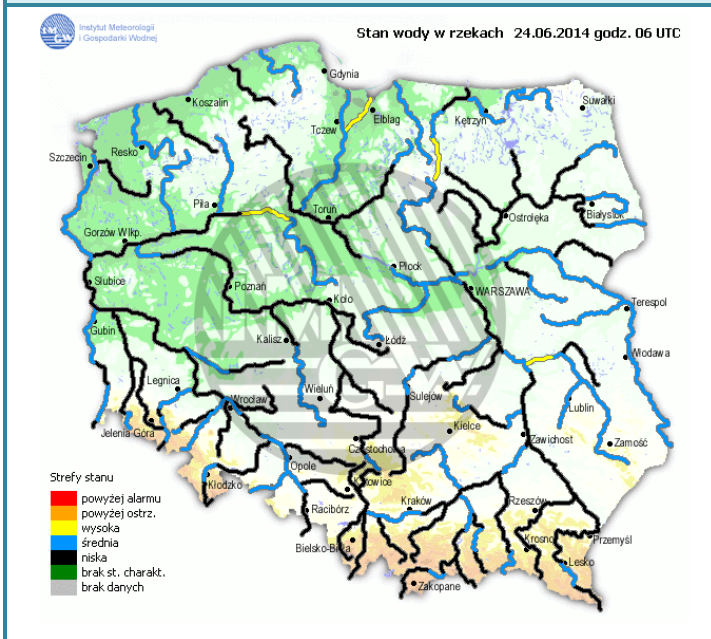 Instytut Meteorologii
i Gospodarki Wodnej
Stan wody w rzekach 24.06.2014 godz. 06 UTC
Gdynia
Koszalin
Suwałki
Tczew
Elbląg
Kętrzyn
Resko
Szczecin
Piła
Toruń
Ostrołęka
Białystok
Gorzów Wlkp.
Płock
Słubice
Poznań
Koło
WARSZAWA
Terespol
Gubin
Kalisz
Łódź
Włodawa
Legnica
Wieluń
Sulejów
Lublin
Wrocław
Jelenia-Góra
Kielce
Zawichost
Zamość
Częstochowa
Opole
Kłodzko
Katowice
Strefy stanu
powyżej alarmu
powyżej ostrz.
wysoka
średnia
niska
brak st. charakt.
brak danych
Racibórz
Kraków
Rzeszów
Bielsko-Biała
Krosno
Przemyśl
Lesko
Zakopane